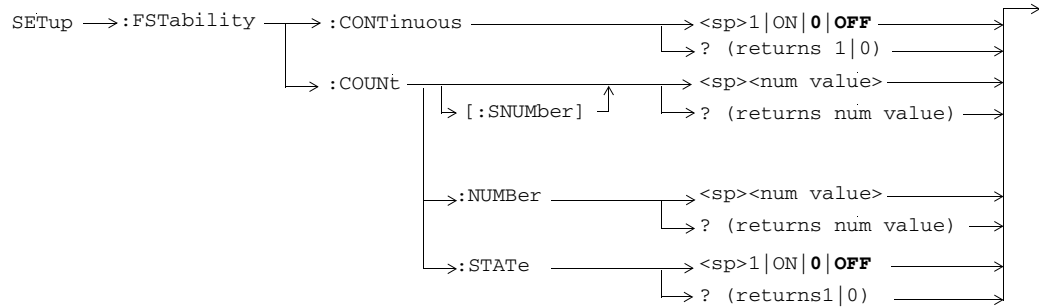 SETup :FSTability :CONTinuous <sp>1|ON|0|OFF
? (returns 1|0)
:COUNt <sp><num value>
[:SNUMber] ? (returns num value)
:NUMBer <sp><num value>
? (returns num value)
:STATe <sp>1|ON|0|OFF
? (returns1|0)